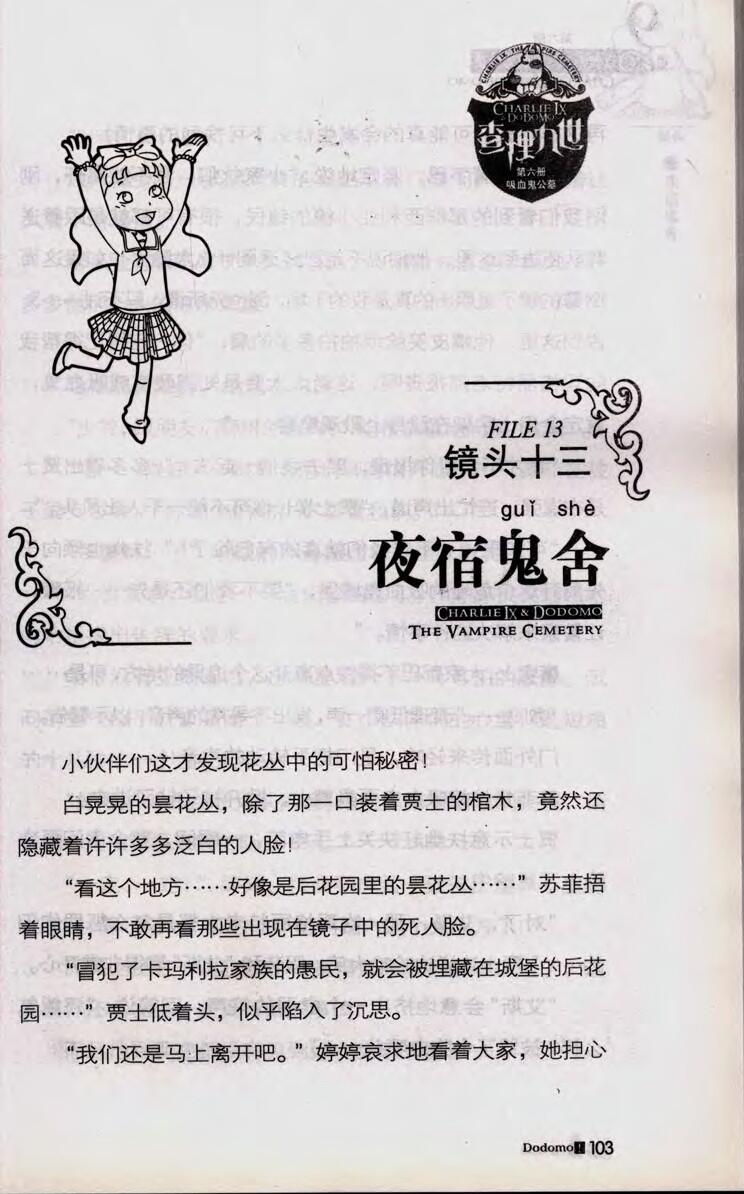 CHARLIE IX THE VAMPIRE CEMETERY
CHARLIE IX
& DODOMO
查理九世
第六册
吸血鬼公墓
FILE 13
镜头十三
guǐ shè
夜宿鬼舍
CHARLIE IX & DODOMO
THE VAMPIRE CEMETERY
小伙伴们这才发现花丛中的可怕秘密！
白晃晃的昙花丛，除了那一口装着贾士的棺木，竟然还
隐藏着许许多多泛白的人脸！
“看这个地方……好像是后花园里的昙花丛……”苏菲捂
着眼睛，不敢再看那些出现在镜子中的死人脸。
“冒犯了卡玛利拉家族的愚民，就会被埋藏在城堡的后花
园……”贾士低着头，似乎陷入了沉思。
“我们还是马上离开吧。”婷婷哀求地看着大家，她担心
Dodomo! 103